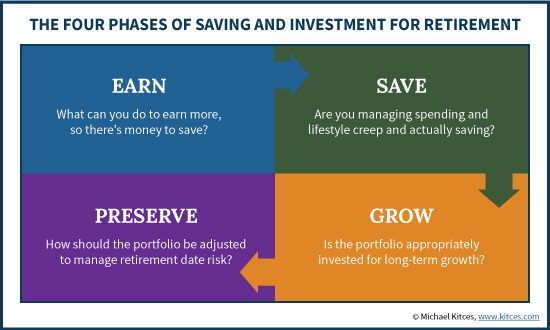 THE FOUR PHASES OF SAVING AND INVESTMENT FOR RETIREMENT
EARN
What can you do to earn more,
so there's money to save?
SAVE
Are you managing spending and
lifestyle creep and actually saving?
PRESERVE
How should the portfolio be adjusted
to manage retirement date risk?
GROW
Is the portfolio appropriately
invested for long-term growth?
© Michael Kitces, www.kitces.com